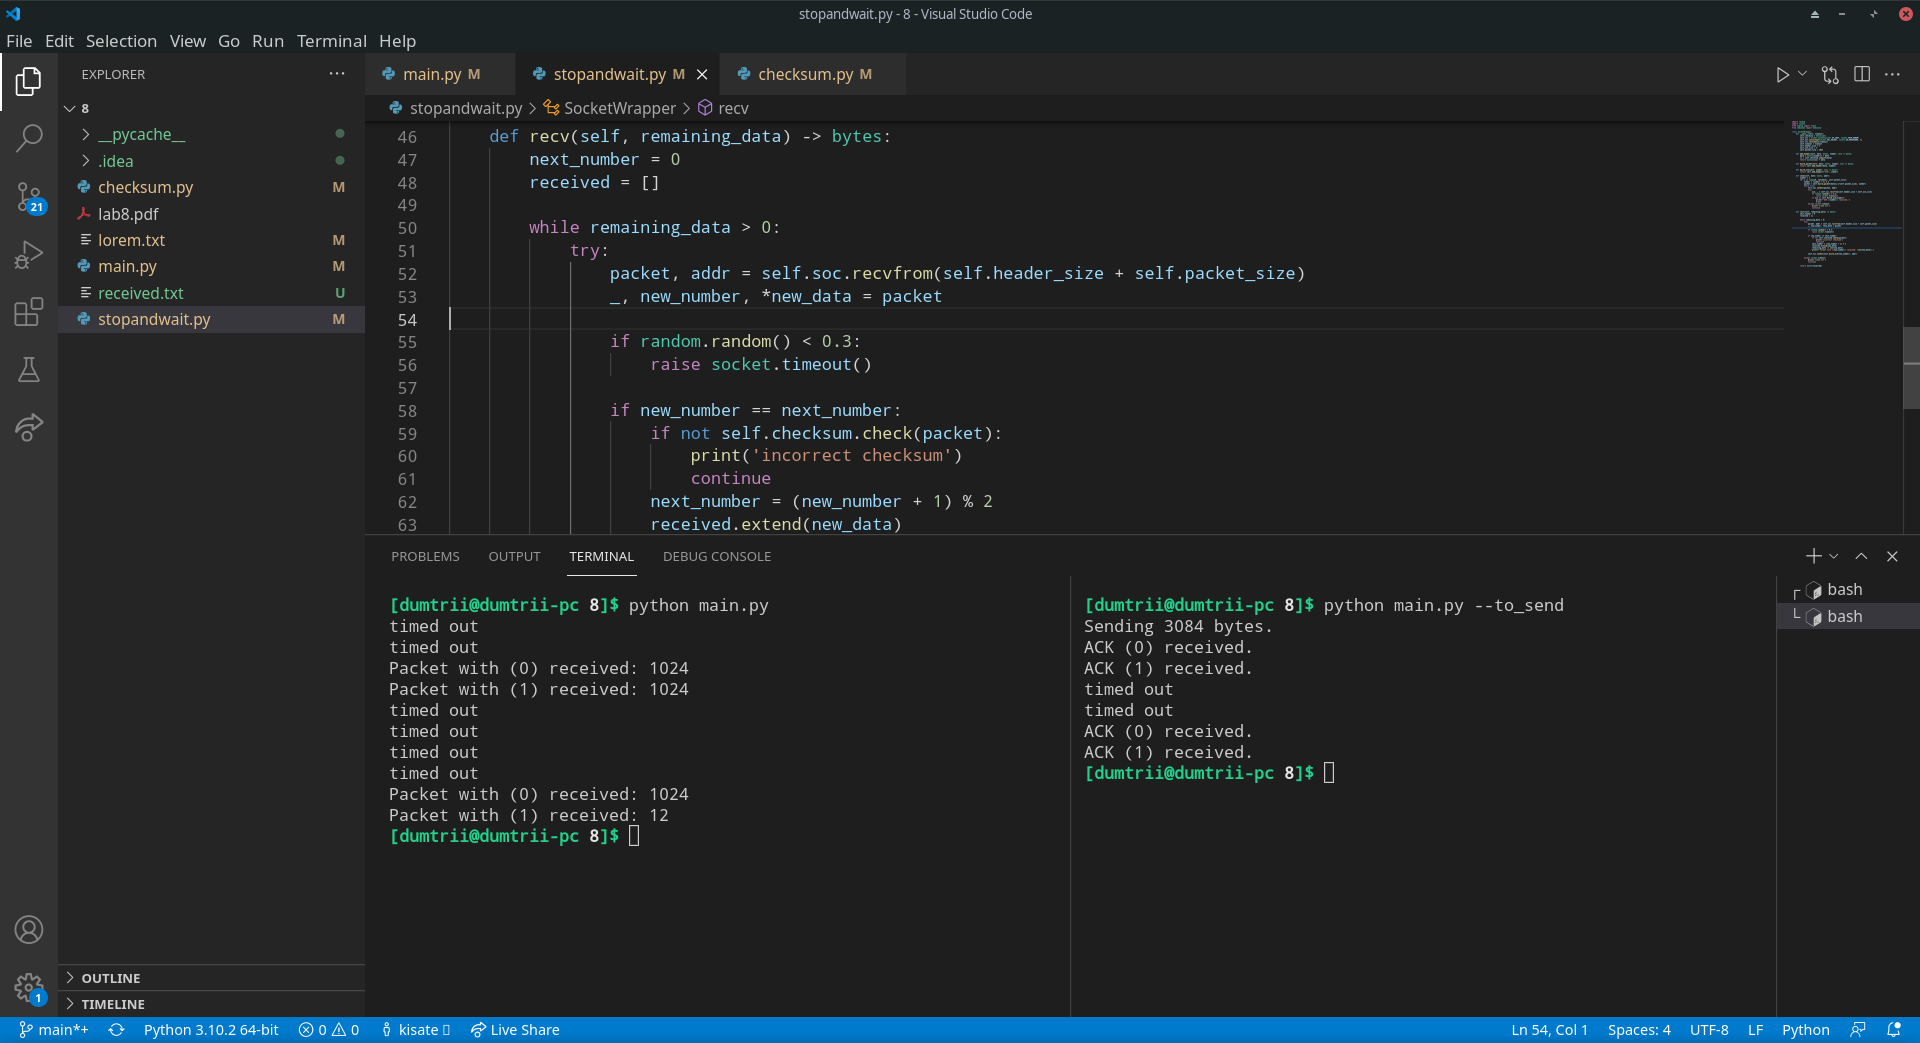 stopandwait.py - 8 - Visual Studio Code
File Edit Selection View Go Run Terminal Help
EXPLORER
8
__pycache__
.idea
checksum.py M
lab8.pdf
lorem.txt M
main.py M
received.txt U
stopandwait.py M
OUTLINE
TIMELINE
21
1
main.py M stopandwait.py M checksum.py M
stopandwait.py > SocketWrapper > recv
46 def recv(self, remaining_data) -> bytes:
47 next_number = 0
48 received = []
49
50 while remaining_data > 0:
51 try:
52 packet, addr = self.soc.recvfrom(self.header_size + self.packet_size)
53 _, new_number, *new_data = packet
54
55 if random.random() < 0.3:
56 raise socket.timeout()
57
58 if new_number == next_number:
59 if not self.checksum.check(packet):
60 print('incorrect checksum')
61 continue
62 next_number = (new_number + 1) % 2
63 received.extend(new_data)
PROBLEMS OUTPUT TERMINAL DEBUG CONSOLE
[dumtrii@dumtrii-pc 8]$ python main.py
timed out
timed out
Packet with (0) received: 1024
Packet with (1) received: 1024
timed out
timed out
timed out
timed out
Packet with (0) received: 1024
Packet with (1) received: 12
[dumtrii@dumtrii-pc 8]$
[dumtrii@dumtrii-pc 8]$ python main.py --to_send
Sending 3084 bytes.
ACK (0) received.
ACK (1) received.
timed out
timed out
ACK (0) received.
ACK (1) received.
[dumtrii@dumtrii-pc 8]$
bash
bash
main*+ Python 3.10.2 64-bit 0 0 kisate Live Share Ln 54, Col 1 Spaces: 4 UTF-8 LF Python